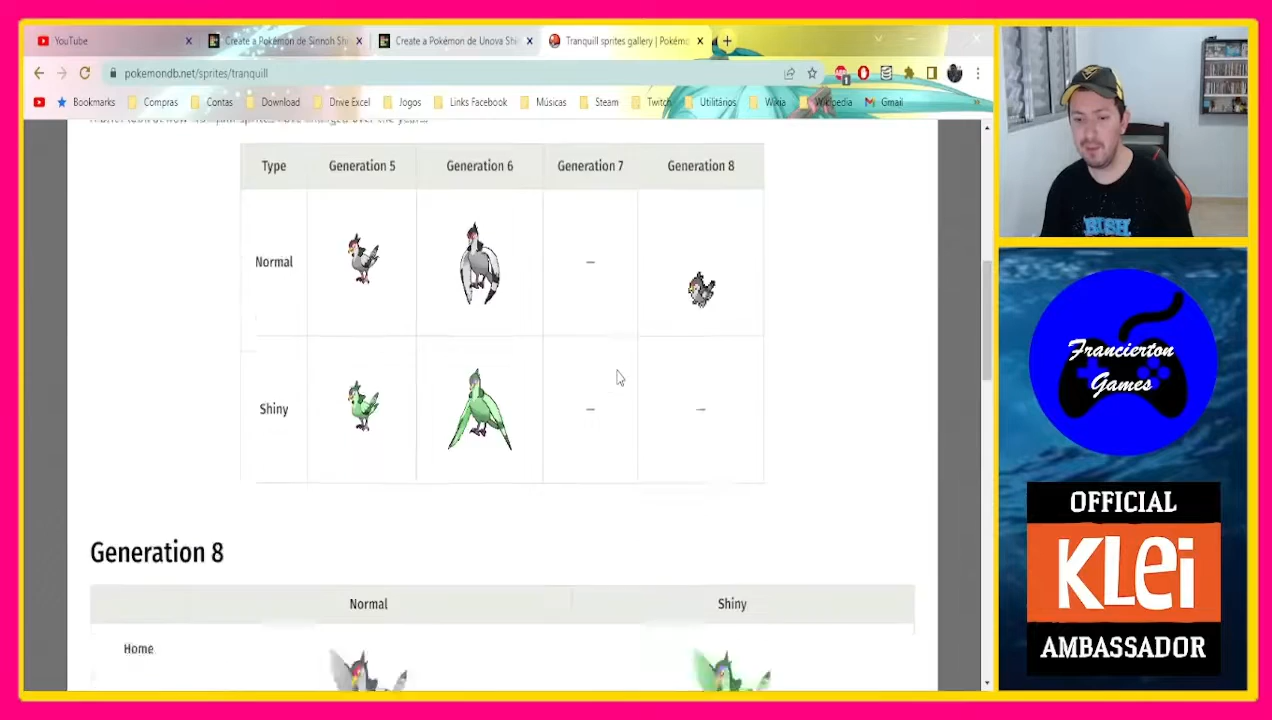 YouTube
Create a Pokémon de Sinnoh Shi
Create a Pokémon de Unova Shi
Tranquill sprites gallery | Pokémo
pokemondb.net/sprites/tranquill
Bookmarks
Compras
Contas
Download
Drive Excel
Jogos
Links Facebook
Músicas
Steam
Twitch
Utilitários
Wikia
Wikipedia
Gmail
Type Generation 5 Generation 6 Generation 7 Generation 8
Normal – 
Shiny – –
Generation 8
Normal Shiny
Home
Francierton
Games
OFFICIAL
KLei
AMBASSADOR